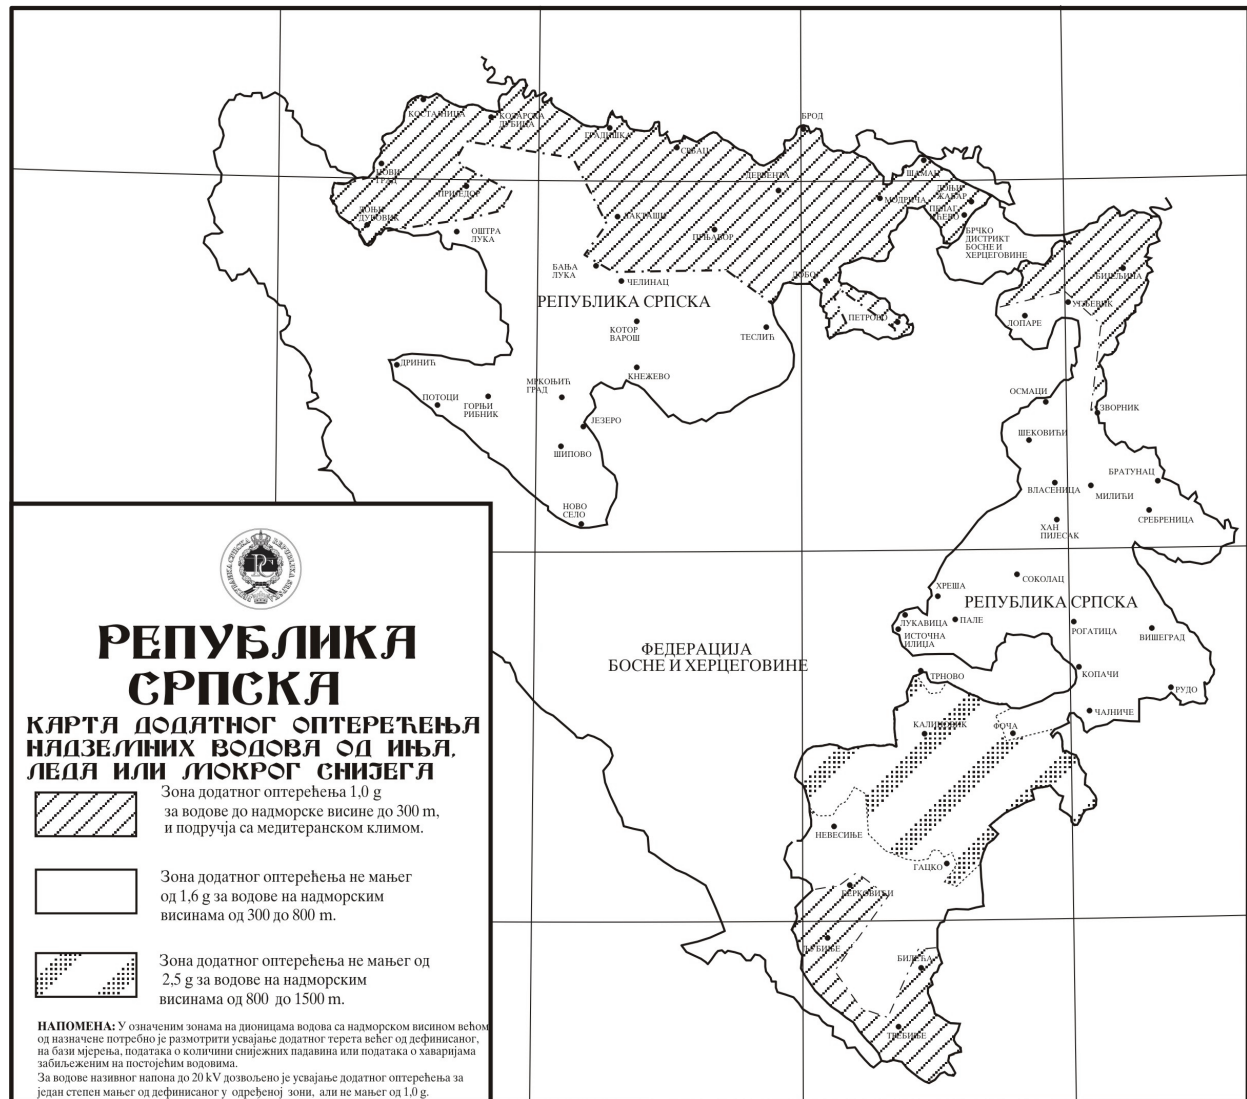 КОСТАЈНИЦА
КОЗАРСКА
ДУБИЦА
ГРАДИШКА
СРБАЦ
БРОД
НОВИ
ГРАД
ПРИЈЕДОР
ДЕРВЕНТА
ШАМАЦ
МОДРИЧА
ДОЊИ
ЖАБАР
ПЕЛАГ
ИЋЕВО
ДОЊИ
ДУБОВИК
ОШТРА
ЛУКА
ЛАКТАШИ
ПРЊАВОР
БРЧКО
ДИСТРИКТ
БОСНЕ И
ХЕРЦЕГОВИНЕ
БАЊА
ЛУКА
ЧЕЛИНАЦ
ДОБОЈ
БИЈЕЉИНА
РЕПУБЛИКА СРПСКА
УГЉЕВИК
ЛОПАРЕ
ПЕТРОВО
КОТОР
ВАРОШ
ТЕСЛИЋ
ДРИНИЋ
КНЕЖЕВО
МРКОЊИЋ
ГРАД
ПОТОЦИ
ГОРЊИ
РИБНИК
ЈЕЗЕРО
ШИПОВО
НОВО
СЕЛО
ОСМАЦИ
ЗВОРНИК
ШЕКОВИЋИ
БРАТУНАЦ
ВЛАСЕНИЦА
МИЛИЋИ
СРЕБРЕНИЦА
ХАН
ПИЈЕСАК
СОКОЛАЦ
ХРЕША
РЕПУБЛИКА СРПСКА
ЛУКАВИЦА
ПАЛЕ
РОГАТИЦА
ИСТОЧНА
ИЛИЏА
ВИШЕГРАД
ФЕДЕРАЦИЈА
БОСНЕ И ХЕРЦЕГОВИНЕ
ТРНОВО
КОПАЧИ
РУДО
ЧАЈНИЧЕ
КАЛИНОВИК
ФОЧА
НЕВЕСИЊЕ
ГАЦКО
БЕРКОВИЋИ
ЉУБИЊЕ
БИЛЕЋА
ТРЕБИЊЕ
РЕПУБЛИКА
СРПСКА
КАРТА ДОДАТНОГ ОПТЕРЕЋЕЊА
НАДЗЕМНИХ ВОДОВА ОД ИЊА,
ЛЕДА ИЛИ МОКРОГ СНИЈЕГА
Зона додатног оптерећења 1,0 g
за водове до надморске висине до 300 m,
и подручја са медитеранском климом.
Зона додатног оптерећења не мањег
од 1,6 g за водове на надморским
висинама од 300 до 800 m.
Зона додатног оптерећења не мањег од
2,5 g за водове на надморским
висинама од 800 до 1500 m.
НАПОМЕНА: У означеним зонама на дионицама водова са надморском висином већом
од назначене потребно је размотрити усвајање додатног терета већег од дефинисаног,
на бази мјерења, података о количини снијежних падавина или података о хаваријама
забиљеженим на постојећим водовима.
За водове називног напона до 20 kV дозвољено је усвајање додатног оптерећења за
један степен мањег од дефинисаног у одређеној зони, али не мањег од 1,0 g.